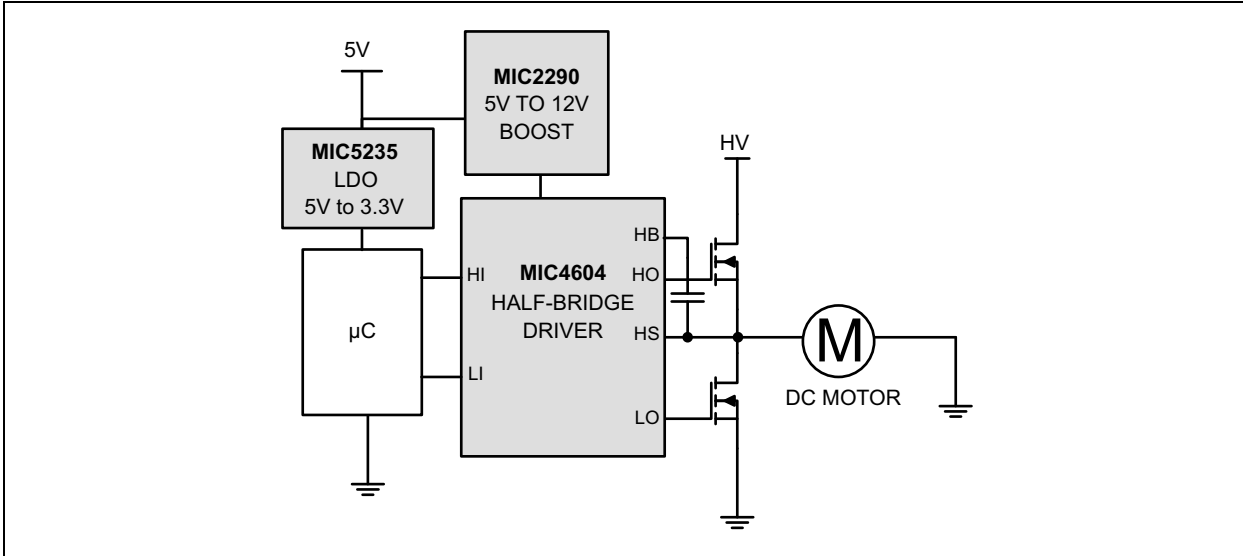 5V
MIC2290
5V TO 12V
BOOST
MIC5235
LDO
5V to 3.3V
HV
HB
HI
MIC4604
HO
HALF-BRIDGE
DRIVER
µC
HS
M
LI
DC MOTOR
LO